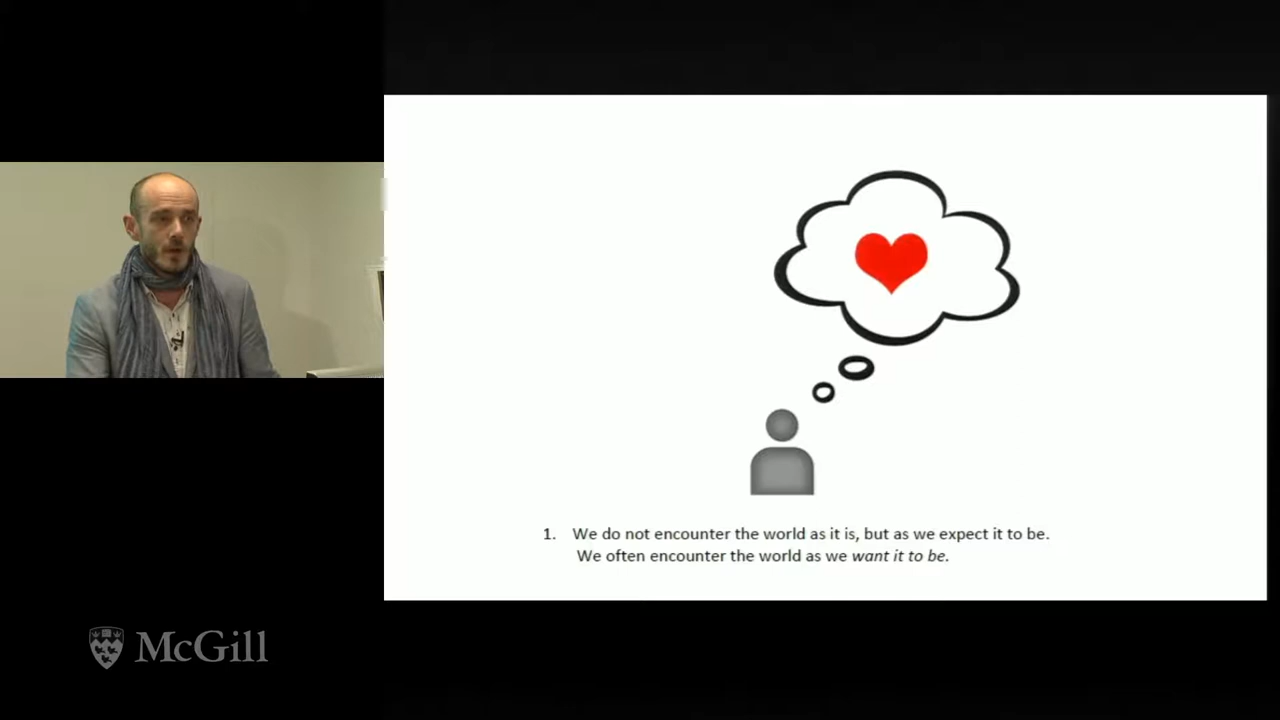 1. We do not encounter the world as it is, but as we expect it to be.
We often encounter the world as we want it to be.
McGill